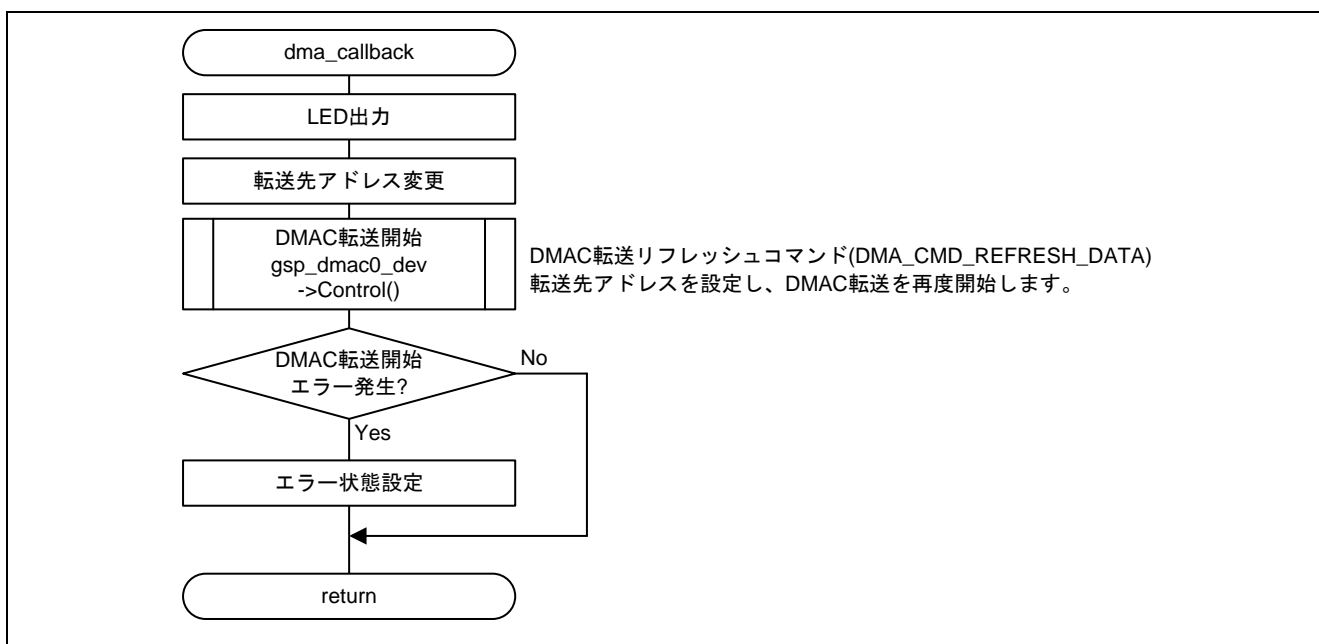 dma_callback
LED出力
転送先アドレス変更
DMAC転送開始
gsp_dmac0_dev
->Control()
DMAC転送リフレッシュコマンド(DMA_CMD_REFRESH_DATA)
転送先アドレスを設定し、DMAC転送を再度開始します。
DMAC転送開始
エラー発生?
No
Yes
エラー状態設定
return